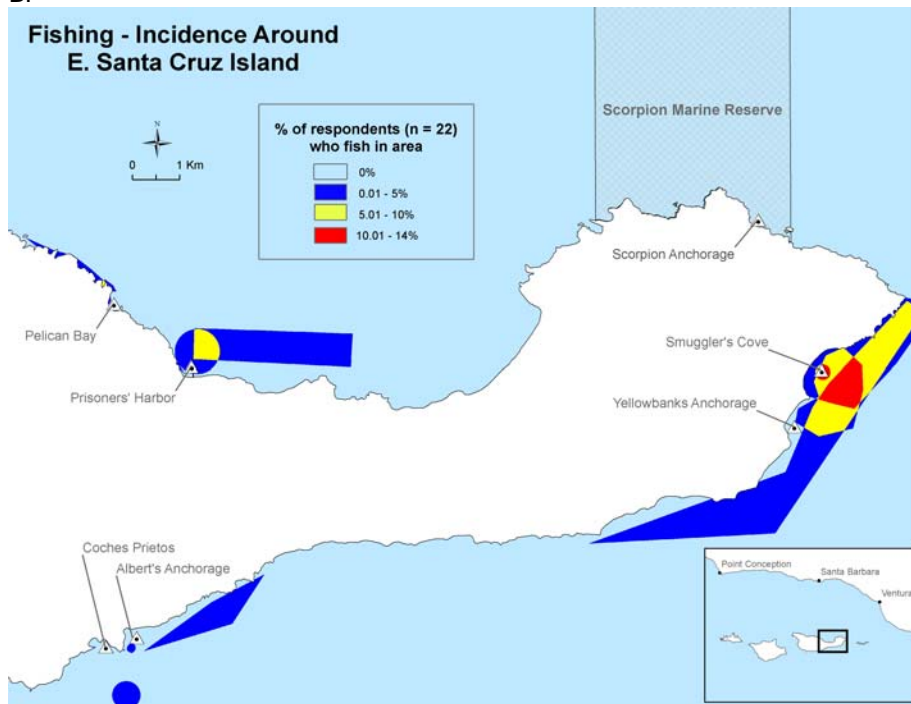 B.
Fishing - Incidence Around
E. Santa Cruz Island
N
0 1 Km
% of respondents (n = 22)
who fish in area
0%
0.01 - 5%
5.01 - 10%
10.01 - 14%
Scorpion Marine Reserve
Scorpion Anchorage
Pelican Bay
Prisoners' Harbor
Smuggler's Cove
Yellowbanks Anchorage
Coches Prietos
Albert's Anchorage
Point Conception
Santa Barbara
Ventura